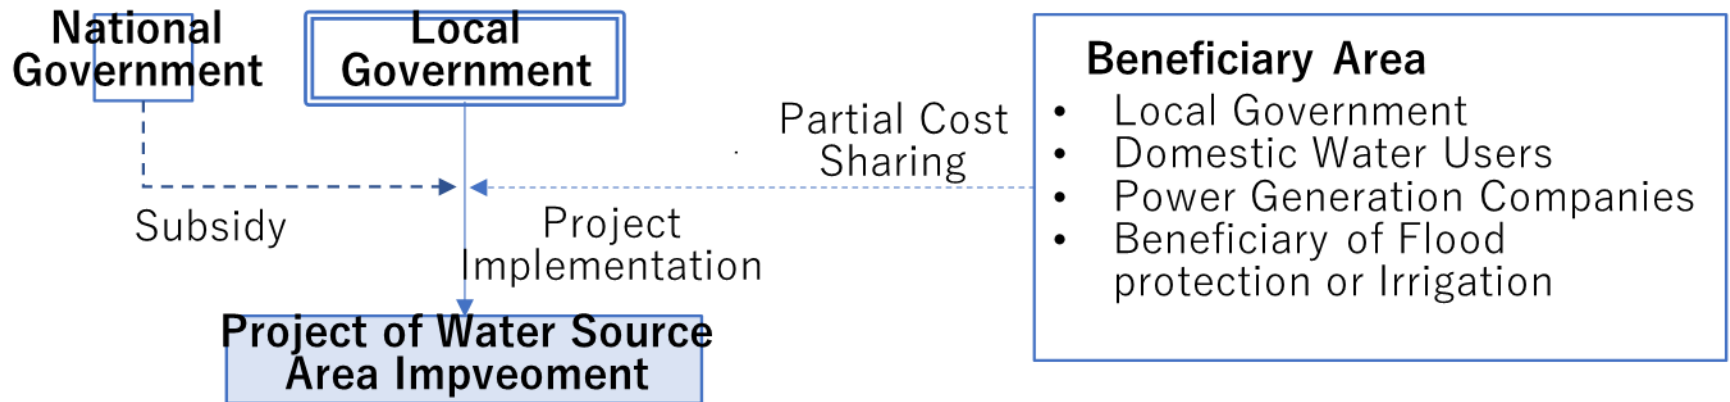 National
Government
Local
Government
Subsidy
Project
Implementation
Partial Cost
Sharing
Project of Water Source
Area Impveoment
Beneficiary Area
• Local Government
• Domestic Water Users
• Power Generation Companies
• Beneficiary of Flood
protection or Irrigation